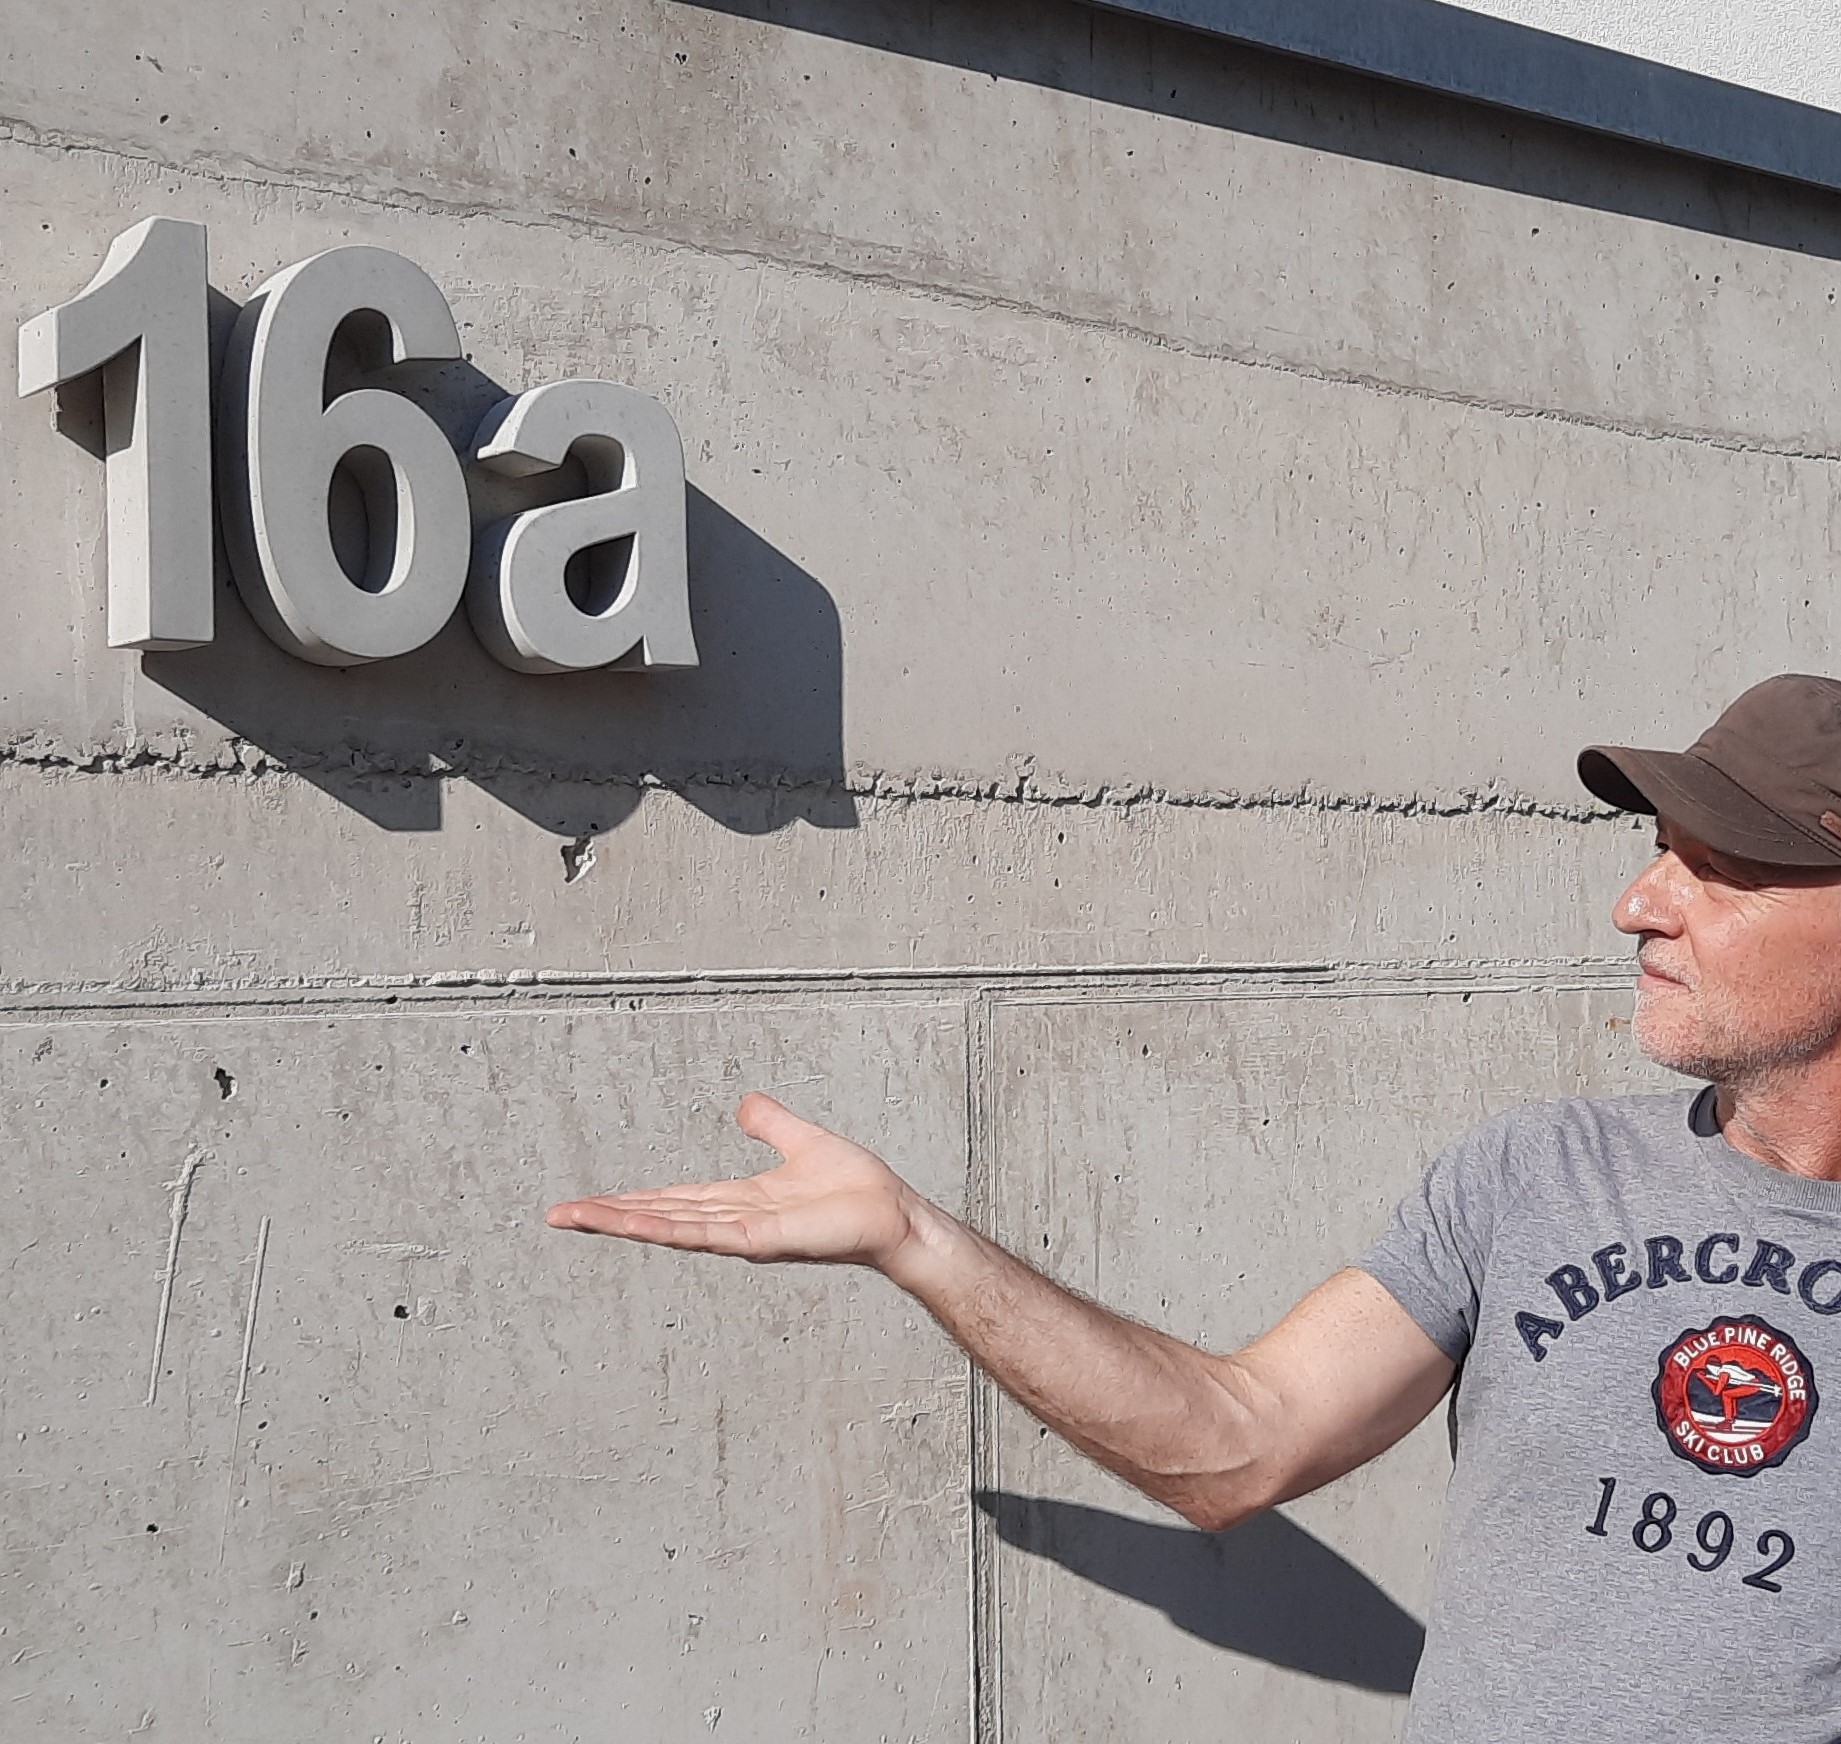 16a
ABERCRO
BLUE PINE RIDGE
SKI CLUB
1892